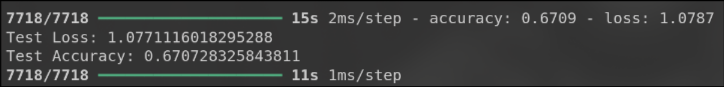 7718/7718 ━━━━━━━━━━━━━━━━━━━━ 15s 2ms/step - accuracy: 0.6709 - loss: 1.0787
Test Loss: 1.0771116018295288
Test Accuracy: 0.670728325843811
7718/7718 ━━━━━━━━━━━━━━━━━━━━ 11s 1ms/step